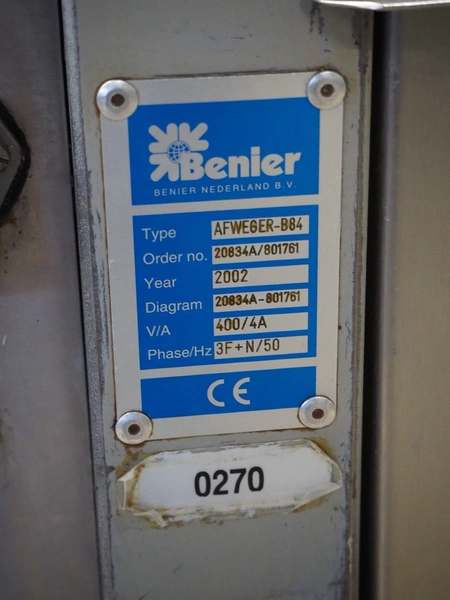 Benier
BENIER NEDERLAND B.V.
Type AFWEGER-B84
Order no. 20834A/801761
Year 2002
Diagram 20834A-801761
V/A 400/4A
Phase/Hz 3F+N/50
CE
0270